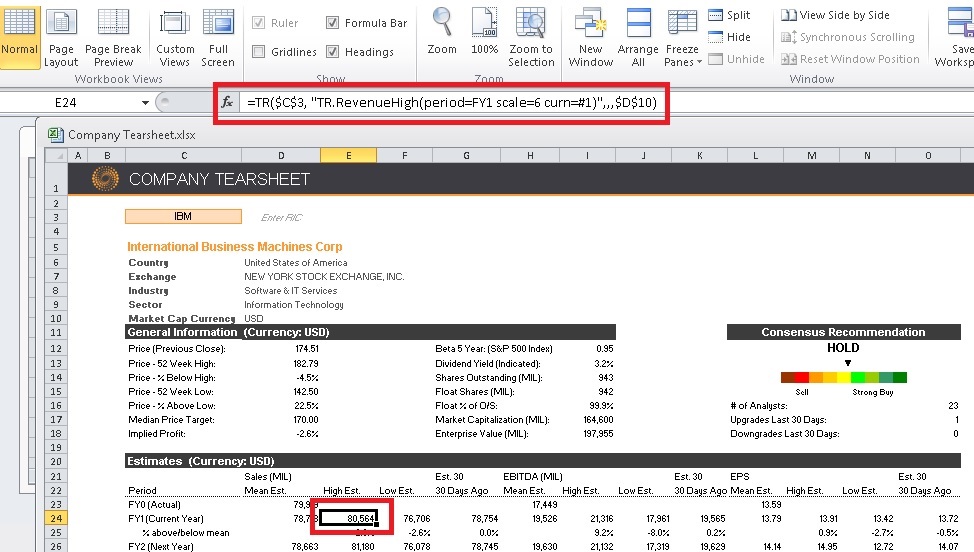 Ruler Formula Bar Split View Side by Side
Gridlines Headings Hide Synchronous Scrolling
Unhide Reset Window Position
Normal Page Layout Page Break Preview Custom Views Full Screen Zoom 100% Zoom to Selection New Window Arrange All Freeze Panes Save
Workbook Views Show Zoom Window
E24 fx =TR($C$3, "TR.RevenueHigh(period=FY1 scale=6 curn=#1)",,,$D$10)
Company Tearsheet.xlsx
A B C D E F G H I J K L M N O
1 COMPANY TEARSHEET
2
3 IBM Enter RIC
4
5 International Business Machines Corp
6 Country United States of America
7 Exchange NEW YORK STOCK EXCHANGE, INC.
8 Industry Software & IT Services
9 Sector Information Technology
10 Market Cap Currency USD
11 General Information (Currency: USD) Consensus Recommendation
12 Price (Previous Close): 174.51 Beta 5 Year: (S&P 500 Index) 0.95 HOLD
13 Price - 52 Week High: 182.79 Dividend Yield (Indicated): 3.2%
14 Price - % Below High: -4.5% Shares Outstanding (MIL): 943
15 Price - 52 Week Low: 142.50 Float Shares (MIL): 942 Sell Strong Buy
16 Price - % Above Low: 22.5% Float % of O/S: 99.9% # of Analysts: 23
17 Median Price Target: 170.00 Market Capitalization (MIL): 164,600 Upgrades Last 30 Days: 1
18 Implied Profit: -2.6% Enterprise Value (MIL): 197,955 Downgrades Last 30 Days: 0
19
20 Estimates (Currency: USD)
21 Sales (MIL) Est. 30 EBITDA (MIL) Est. 30 EPS Est. 30
22 Period Mean Est. High Est. Low Est. 30 Days Ago Mean Est. High Est. Low Est. 30 Days Ago Mean Est. High Est. Low Est. 30 Days Ago
23 FY0 (Actual) 17,449 13.59
24 FY1 (Current Year) 80,564 76,706 78,754 19,526 21,316 17,961 19,565 13.79 13.91 13.42 13.72
25 % above/below mean -2.6% 0.0% 9.2% -8.0% 0.2% 0.9% -2.7% -0.5%
26 FY2 (Next Year) 78,663 81,180 76,078 78,745 19,630 21,132 17,319 19,629 14.14 14.95 12.72 14.07